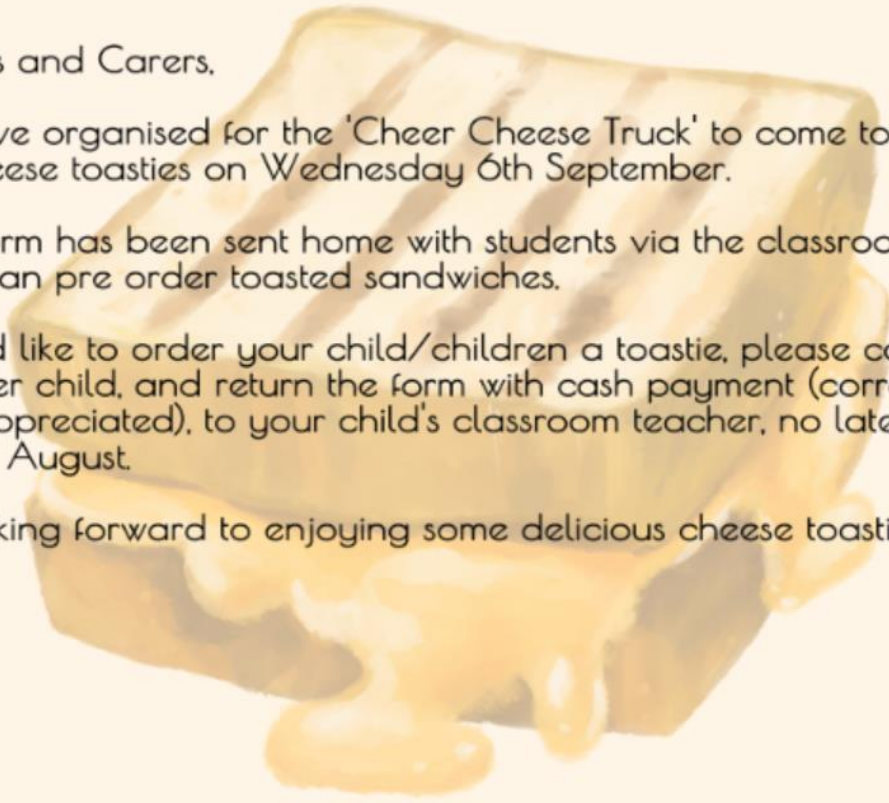 s and Carers,
ve organised for the 'Cheer Cheese Truck' to come to
eese toasties on Wednesday 6th September.
rm has been sent home with students via the classroo
an pre order toasted sandwiches.
d like to order your child/children a toastie, please co
er child, and return the form with cash payment (corr
ppreciated), to your child's classroom teacher, no late
August.
king forward to enjoying some delicious cheese toasti